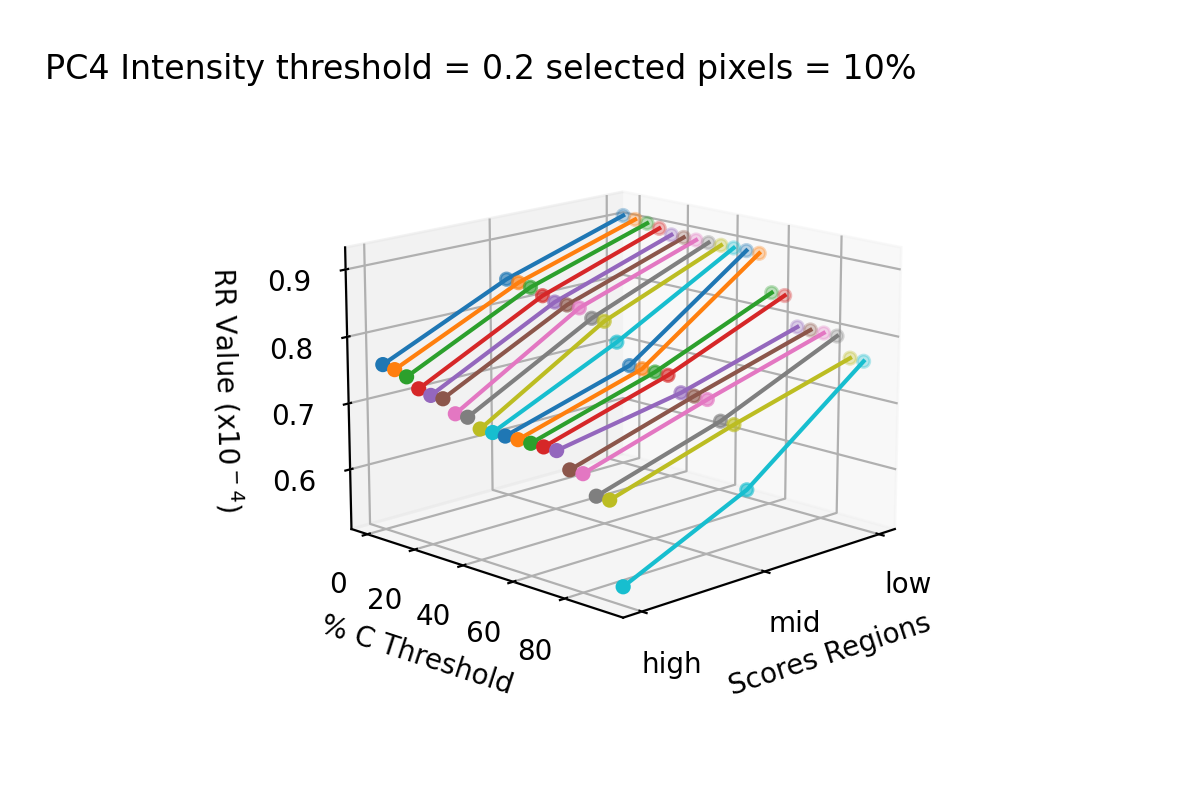 PC4 Intensity threshold = 0.2 selected pixels = 10%
RR Value (x10⁻⁴)
0.9
0.8
0.7
0.6
0
20
40
60
80
% C Threshold
high
mid
low
Scores Regions